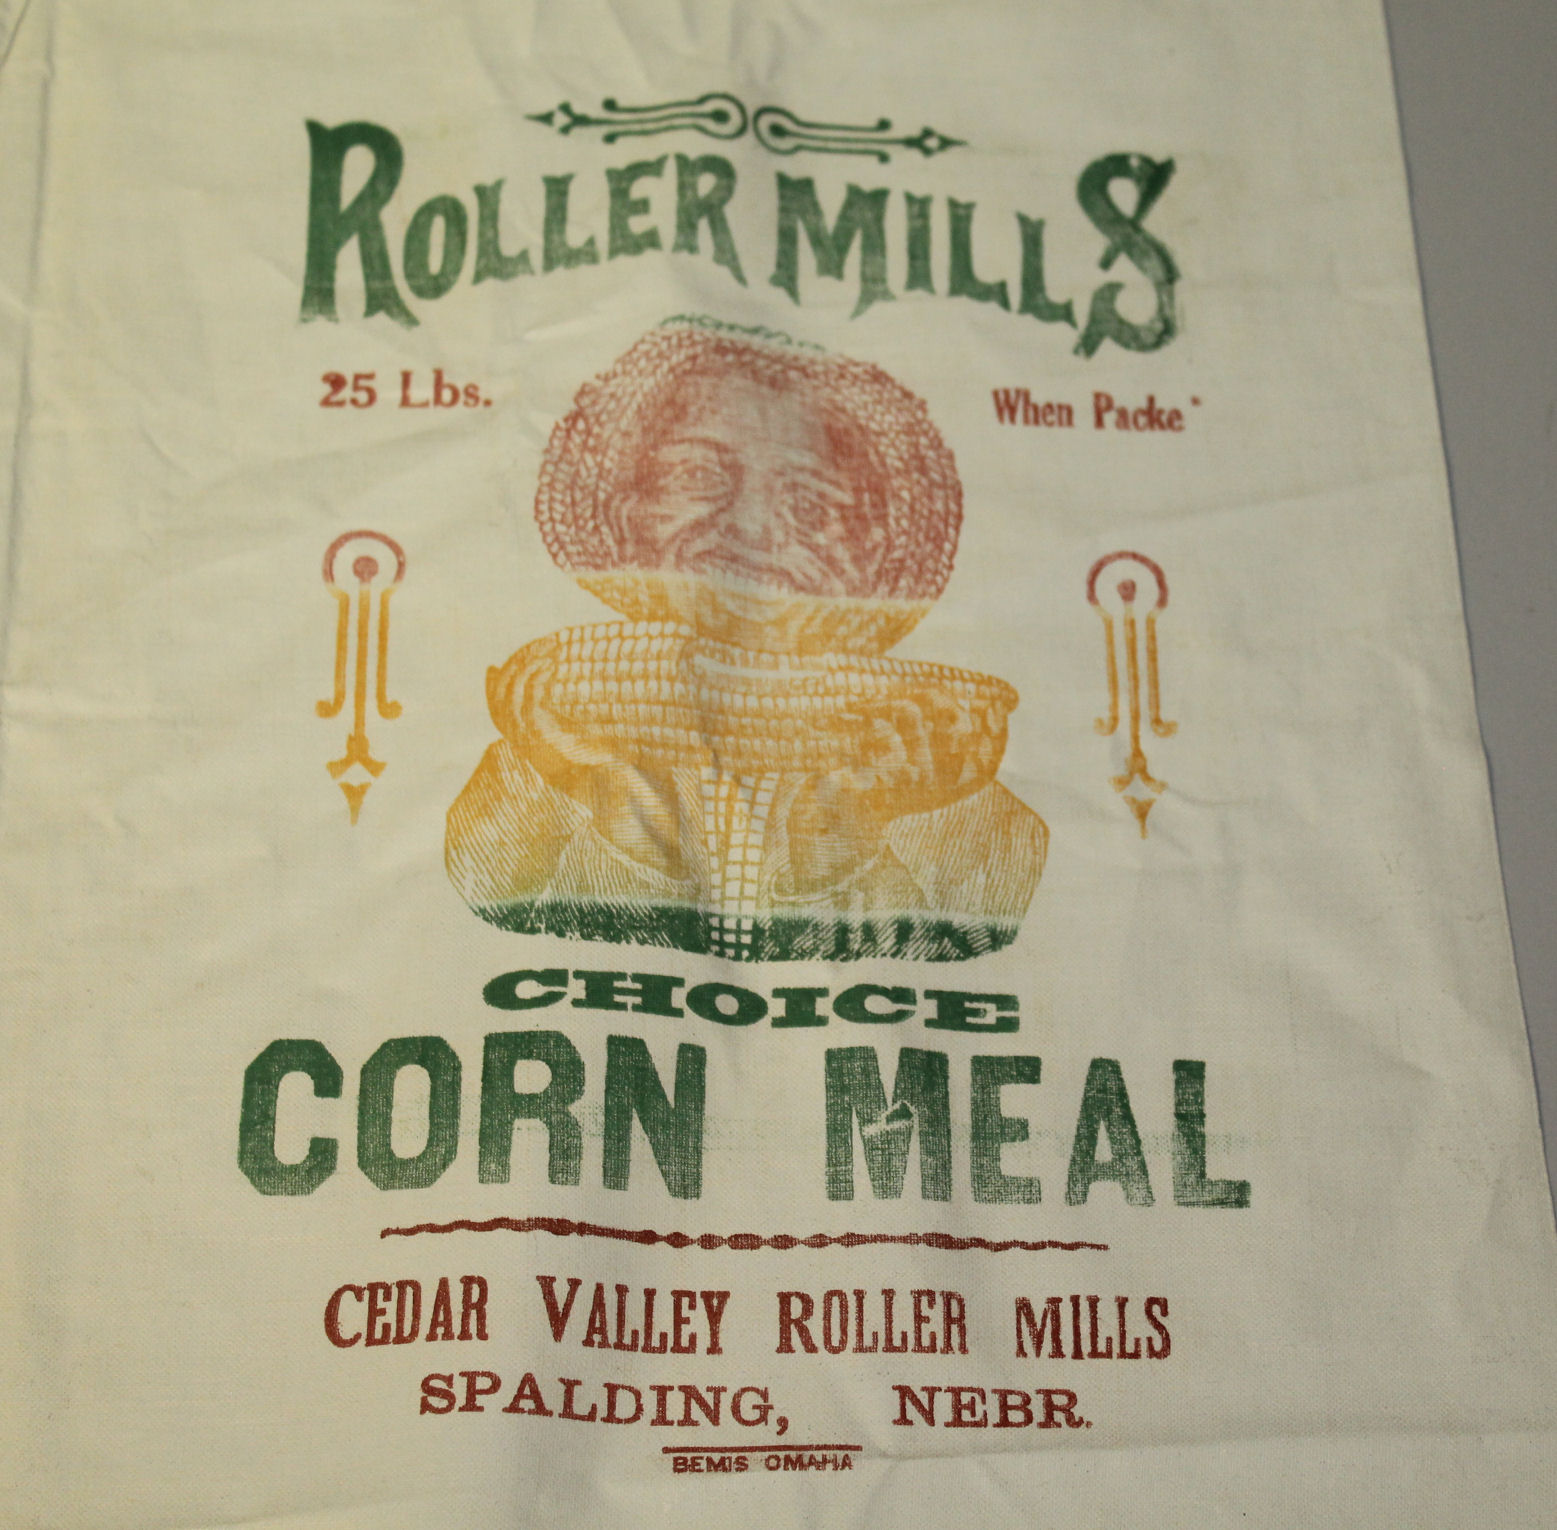 ROLLER MILLS
25 Lbs. When Packe
CHOICE
CORN MEAL
CEDAR VALLEY ROLLER MILLS
SPALDING, NEBR.
BEMIS OMAHA